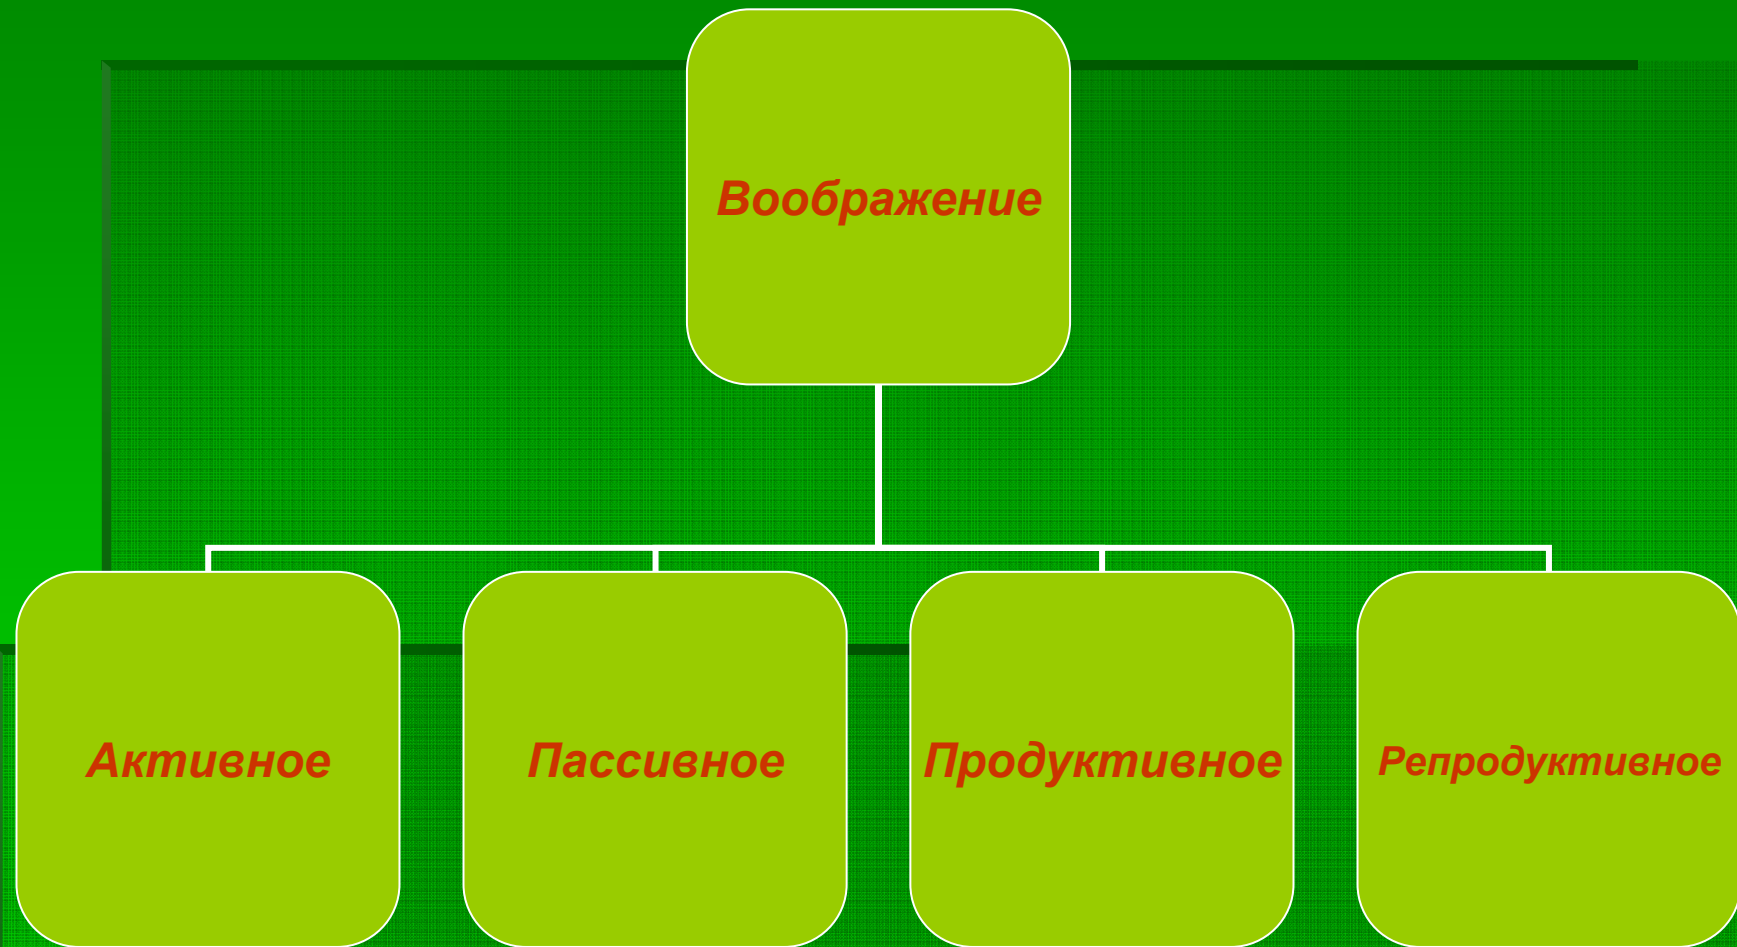 Воображение
Активное
Пассивное
Продуктивное
Репродуктивное